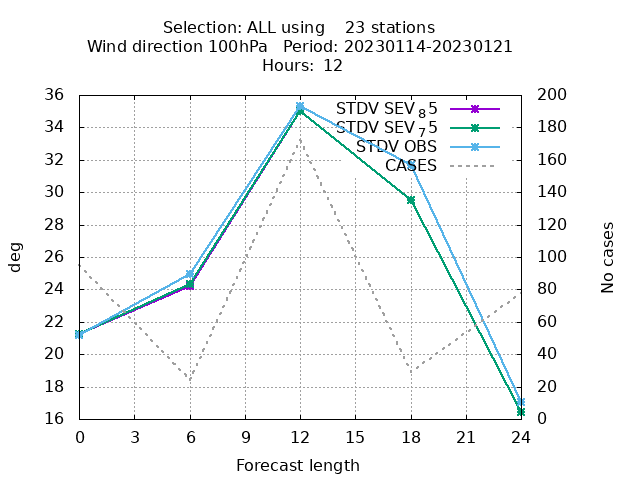 Selection: ALL using 23 stations
Wind direction 100hPa Period: 20230114-20230121
Hours: 12
36 200
34 180
32 160
30 140
28 120
26 100
24 80
22 60
20 40
18 20
16 0
STDV SEV 8 5
STDV SEV 7 5
STDV OBS
CASES
deg
No cases
0 3 6 9 12 15 18 21 24
Forecast length